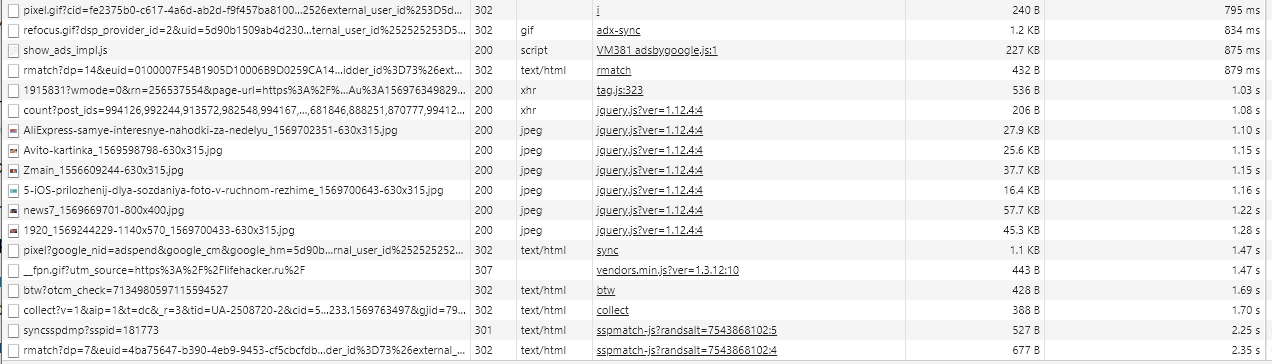 pixel.gif?cid=fe2375b0-c617-4a6d-ab2d-f9f457ba8100...2526external_user_id%253D5d... 302 i 240 B 795 ms
refocus.gif?dsp_provider_id=2&uid=5d90b1509ab4d230...ternal_user_id%252525253D5... 302 gif adx-sync 1.2 KB 834 ms
show_ads_impl.js 200 script VM381 adsbygoogle.js:1 227 KB 875 ms
rmatch?dp=14&euid=0100007F54B1905D10006B9D0259CA14...idder_id%3D73%26ext... 302 text/html rmatch 432 B 879 ms
1915831?wmode=0&rn=256537554&page-url=https%3A%2F%...Au%3A156976349829... 200 xhr tag.js:323 536 B 1.03 s
count?post_ids=994126,992244,913572,982548,994167,...,681846,888251,870777,99412... 200 xhr jquery.js?ver=1.12.4:4 206 B 1.08 s
AliExpress-samye-interesnye-nahodki-za-nedelyu_1569702351-630x315.jpg 200 jpeg jquery.js?ver=1.12.4:4 27.9 KB 1.10 s
Avito-kartinka_1569598798-630x315.jpg 200 jpeg jquery.js?ver=1.12.4:4 25.6 KB 1.15 s
Zmain_1556609244-630x315.jpg 200 jpeg jquery.js?ver=1.12.4:4 37.7 KB 1.15 s
5-iOS-prilozhenij-dlya-sozdaniya-foto-v-ruchnom-rezhime_1569700643-630x315.jpg 200 jpeg jquery.js?ver=1.12.4:4 16.4 KB 1.16 s
news7_1569669701-800x400.jpg 200 jpeg jquery.js?ver=1.12.4:4 57.7 KB 1.22 s
1920_1569244229-1140x570_1569700433-630x315.jpg 200 jpeg jquery.js?ver=1.12.4:4 45.3 KB 1.28 s
pixel?google_nid=adspend&google_cm&google_hm=5d90b...rnal_user_id%252525252... 302 text/html sync 1.1 KB 1.47 s
__fpn.gif?utm_source=https%3A%2F%2Flifehacker.ru%2F 307 vendors.min.js?ver=1.3.12:10 443 B 1.47 s
btw?otcm_check=7134980597115594527 302 text/html btw 428 B 1.69 s
collect?v=1&aip=1&t=dc&_r=3&tid=UA-2508720-2&cid=5...233.1569763497&gjid=79... 302 text/html collect 388 B 1.70 s
syncsspdmp?sspid=181773 301 text/html sspmatch-js?randsalt=7543868102:5 527 B 2.25 s
rmatch?dp=7&euid=4ba75647-b390-4eb9-9453-cf5cbcfdb...der_id%3D73%26external_... 302 text/html sspmatch-js?randsalt=7543868102:4 677 B 2.35 s